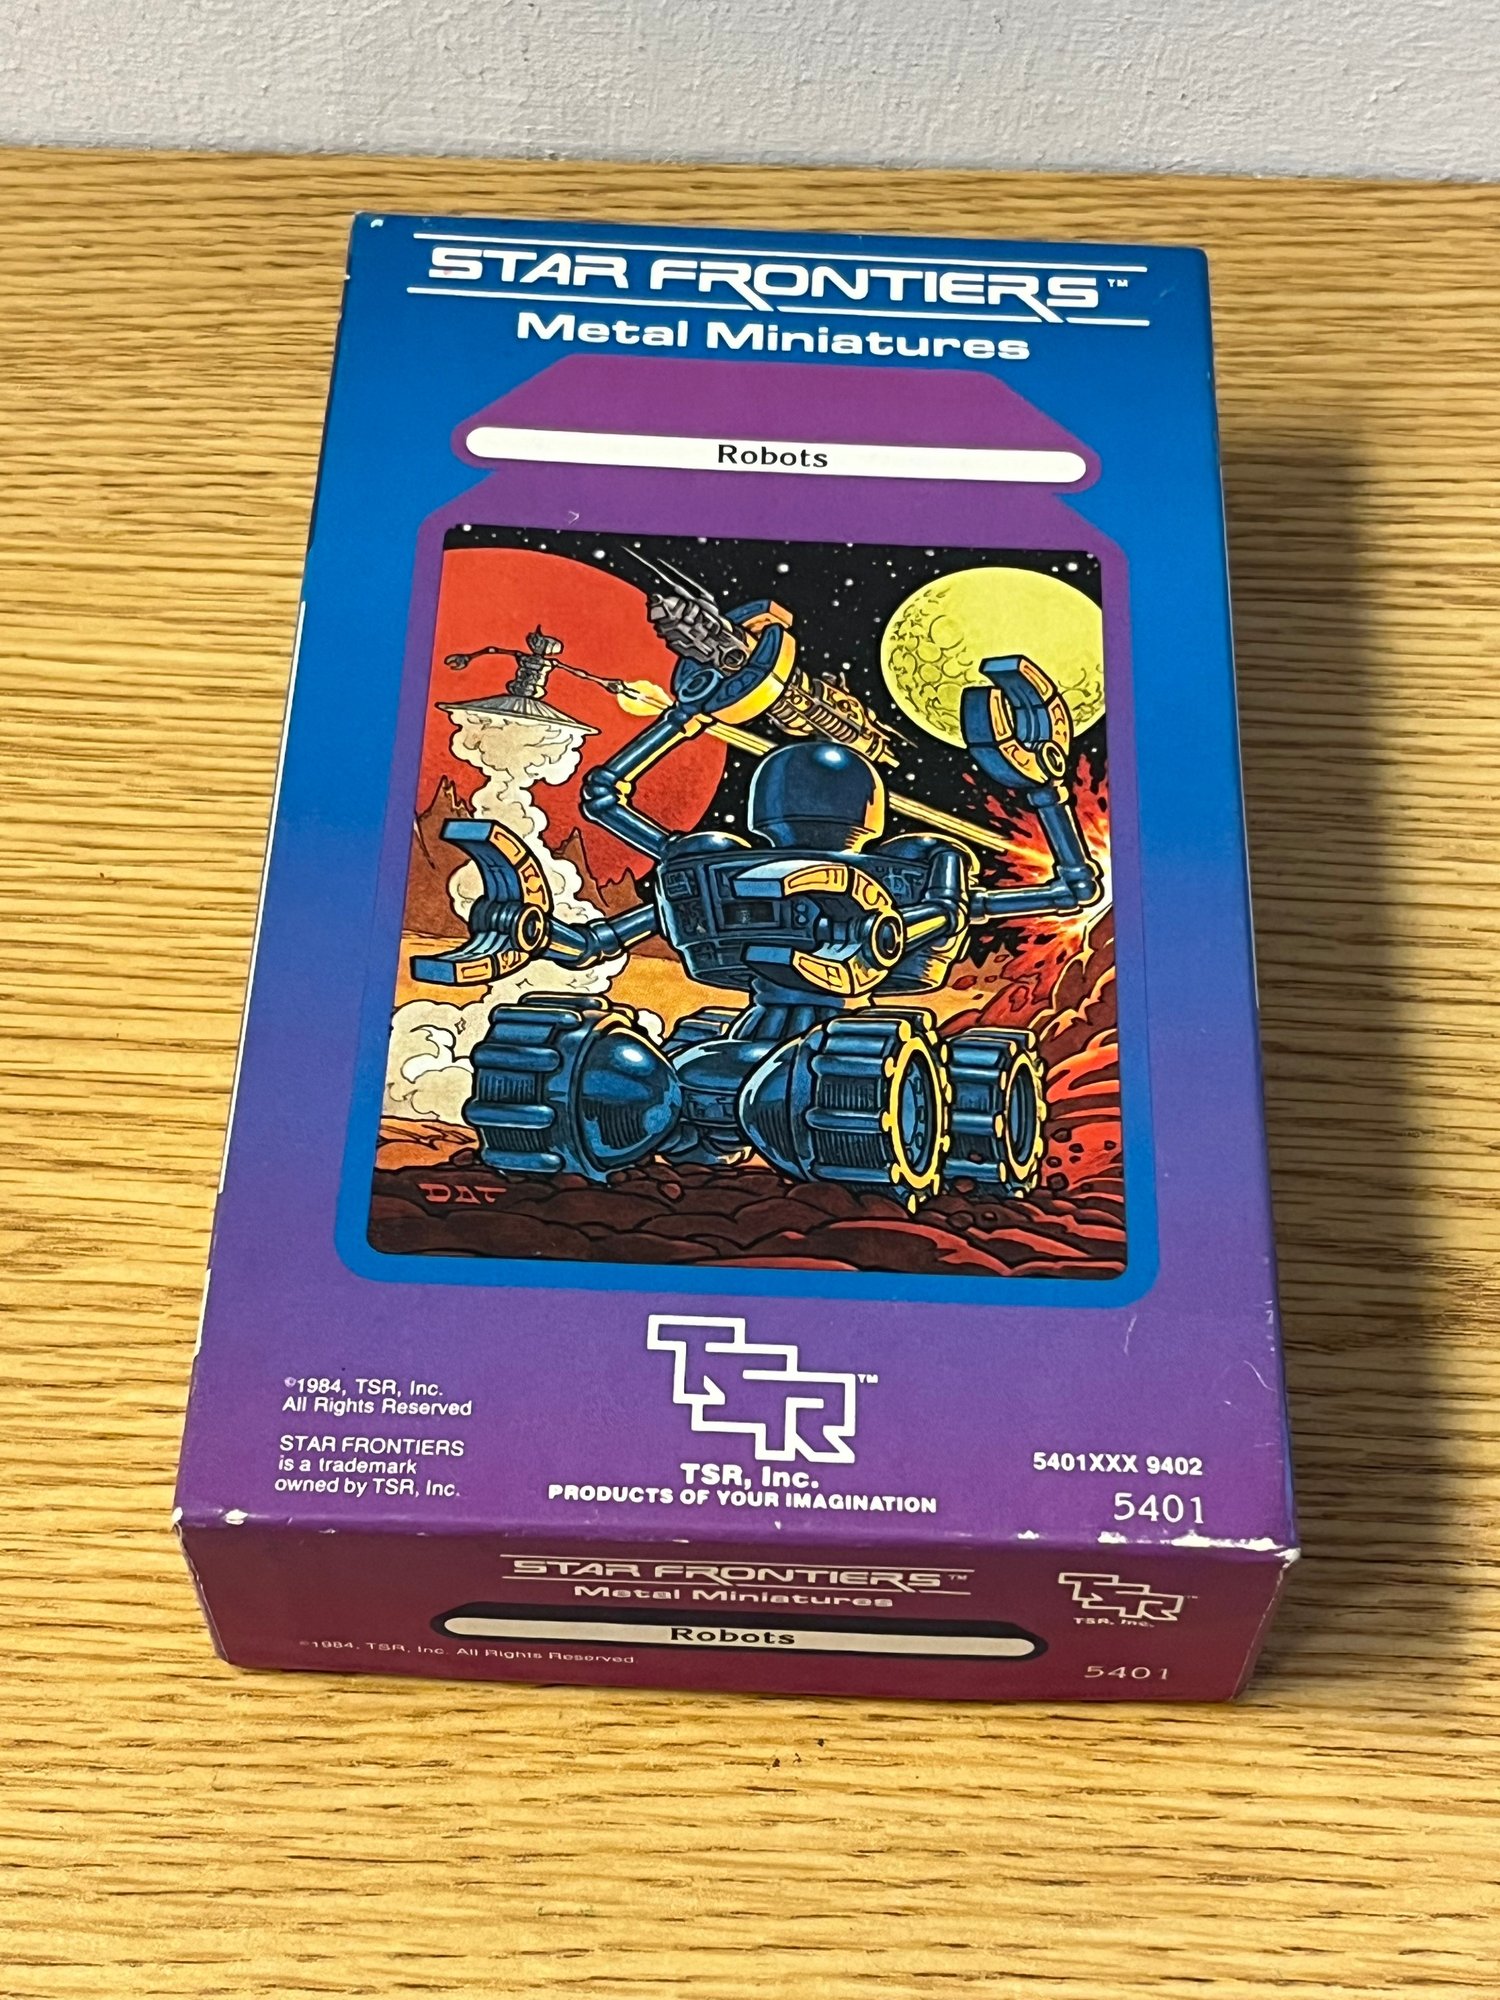 STAR FRONTIERS™
Metal Miniatures
Robots
DAT
©1984, TSR, Inc.
All Rights Reserved
STAR FRONTIERS
is a trademark
owned by TSR, Inc.
TSR™
TSR, Inc.
PRODUCTS OF YOUR IMAGINATION
5401XXX 9402
5401
STAR FRONTIERS™
Metal Miniatures
Robots
©1984, TSR, Inc. All Rights Reserved.
TSR™
TSR, Inc.
5401